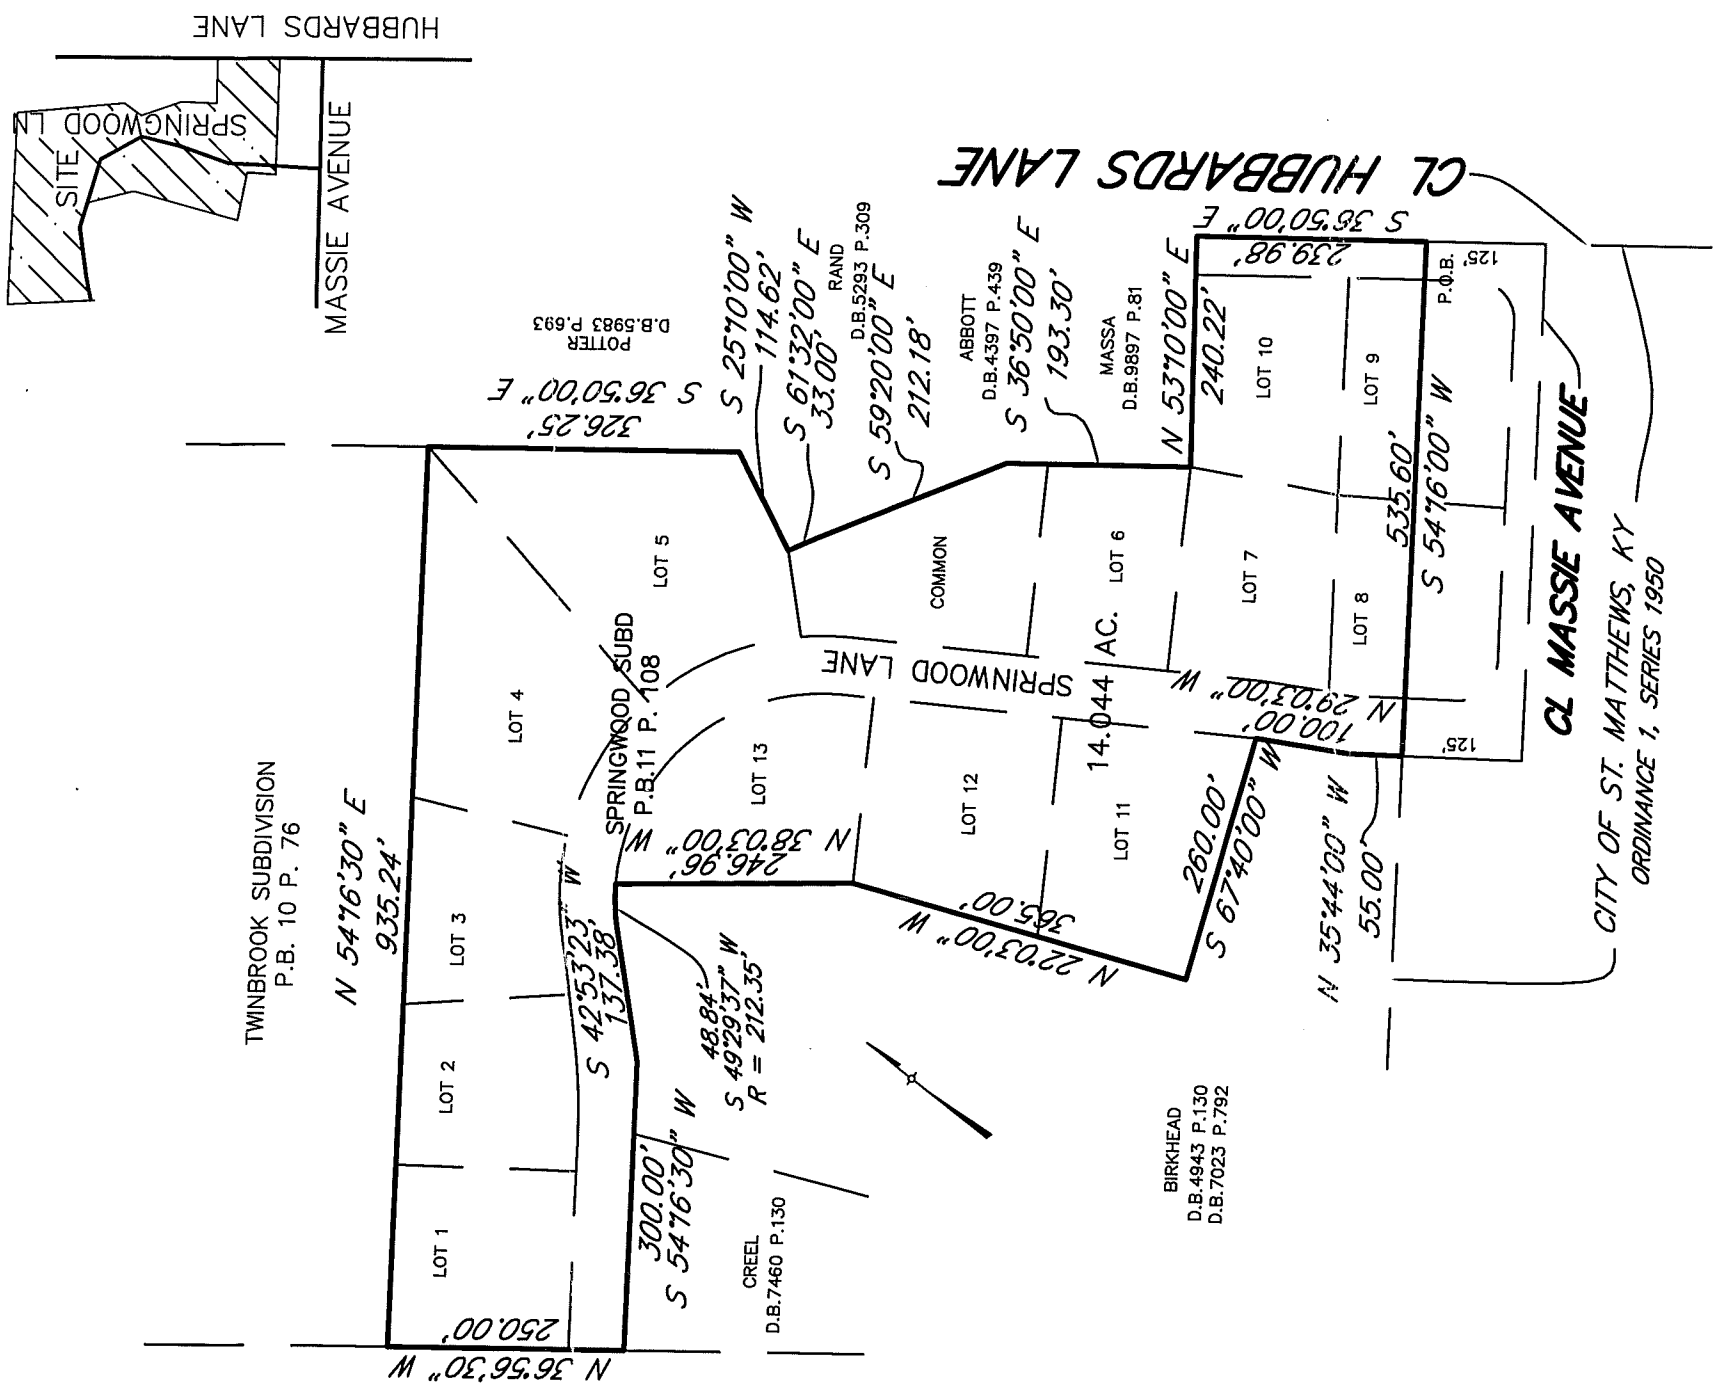 HUBBARDS LANE
SPRINGWOOD LN
SITE
MASSIE AVENUE
CL HUBBARDS LANE
S 36°50'00" E
239.98'
POTTER
D.B.5983 P.693
S 36°50'00" E
326.25'
S 25°10'00" W
114.62'
S 61°32'00" E
33.00'
RAND
D.B.5293 P.309
S 59°20'00" E
212.18'
ABBOTT
D.B.4397 P.439
S 36°50'00" E
193.30'
MASSA
D.B.9897 P.81
N 53°10'00" E
240.22'
LOT 10
LOT 9
P.O.B.
125'
535.60'
S 54°16'00" W
CL MASSIE AVENUE
CITY OF ST. MATTHEWS, KY
ORDINANCE 1, SERIES 1950
LOT 5
COMMON
LOT 6
LOT 7
LOT 8
SPRINWOOD LANE
14.044 AC.
N 29°03'00" W
100.00'
125'
TWINBROOK SUBDIVISION
P.B. 10 P. 76
N 54°16'30" E
935.24'
LOT 4
SPRINGWOOD SUBD
P.B.11 P. 108
LOT 13
LOT 12
LOT 11
N 38°03'00" W
246.96'
260.00'
S 67°40'00" W
N 35°44'00" W
55.00'
365.00'
N 22°03'00" W
LOT 3
S 42°53'23" W
137.38'
48.84'
S 49°29'37" W
R = 212.35'
LOT 2
300.00'
S 54°16'30" W
LOT 1
CREEL
D.B.7460 P.130
BIRKHEAD
D.B.4943 P.130
D.B.7023 P.792
250.00'
N 36°56'30" W